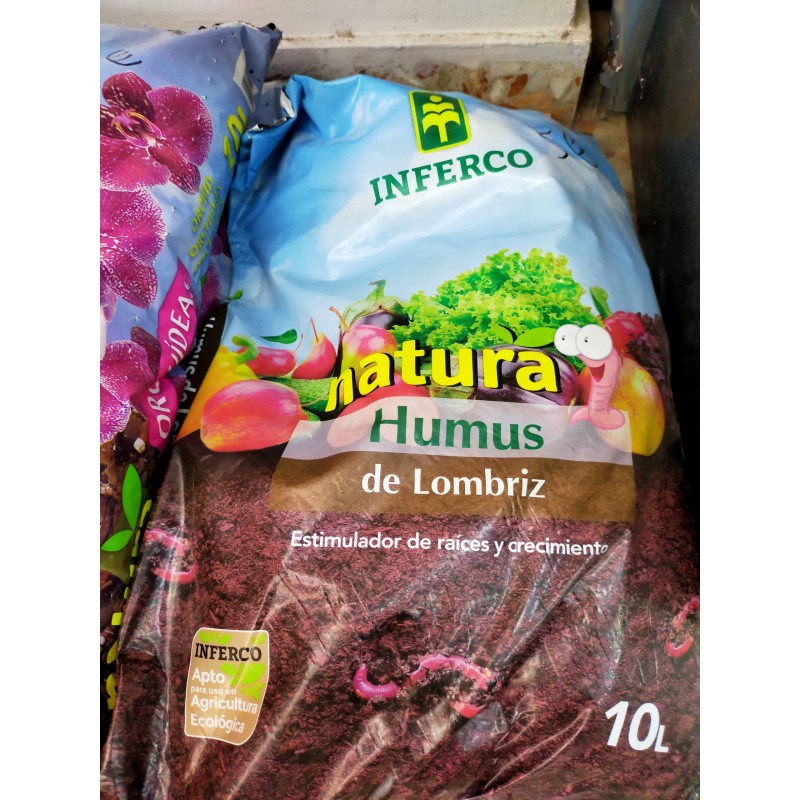 INFERCO
natura
Humus
de Lombriz
Estimulador de raíces y crecimiento
INFERCO
Apto
para uso en
Agricultura
Ecológica
10L